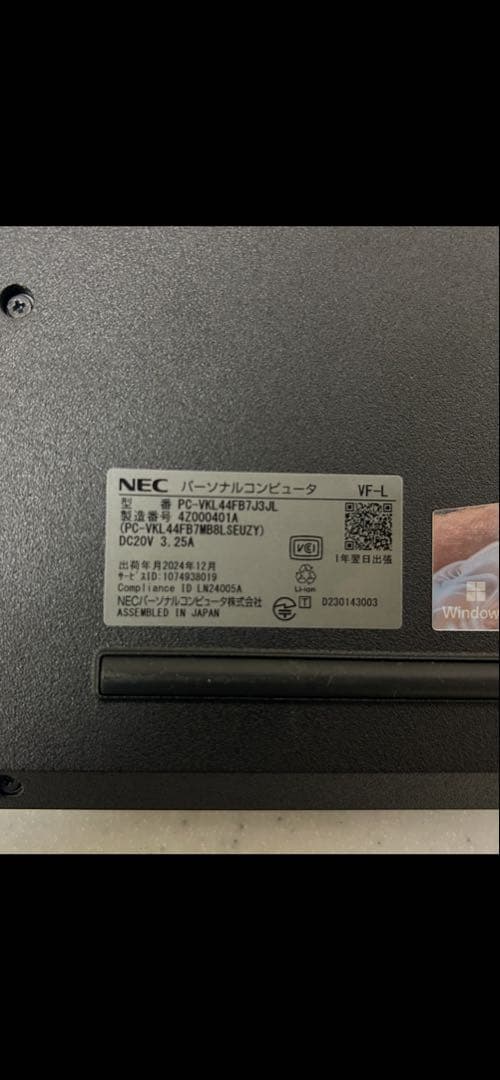 NEC パーソナルコンピュータ VF-L
型 番 PC-VKL44FB7J3JL
製造番号 4Z000401A
(PC-VKL44FB7MB8LSEUZY)
DC20V 3.25A
VCCI
1年翌日出張
出荷年月2024年12月
サービスID:1074938019
Compliance ID LN24005A
Li-ion
NECパーソナルコンピュータ株式会社
T D230143003
ASSEMBLED IN JAPAN
Window